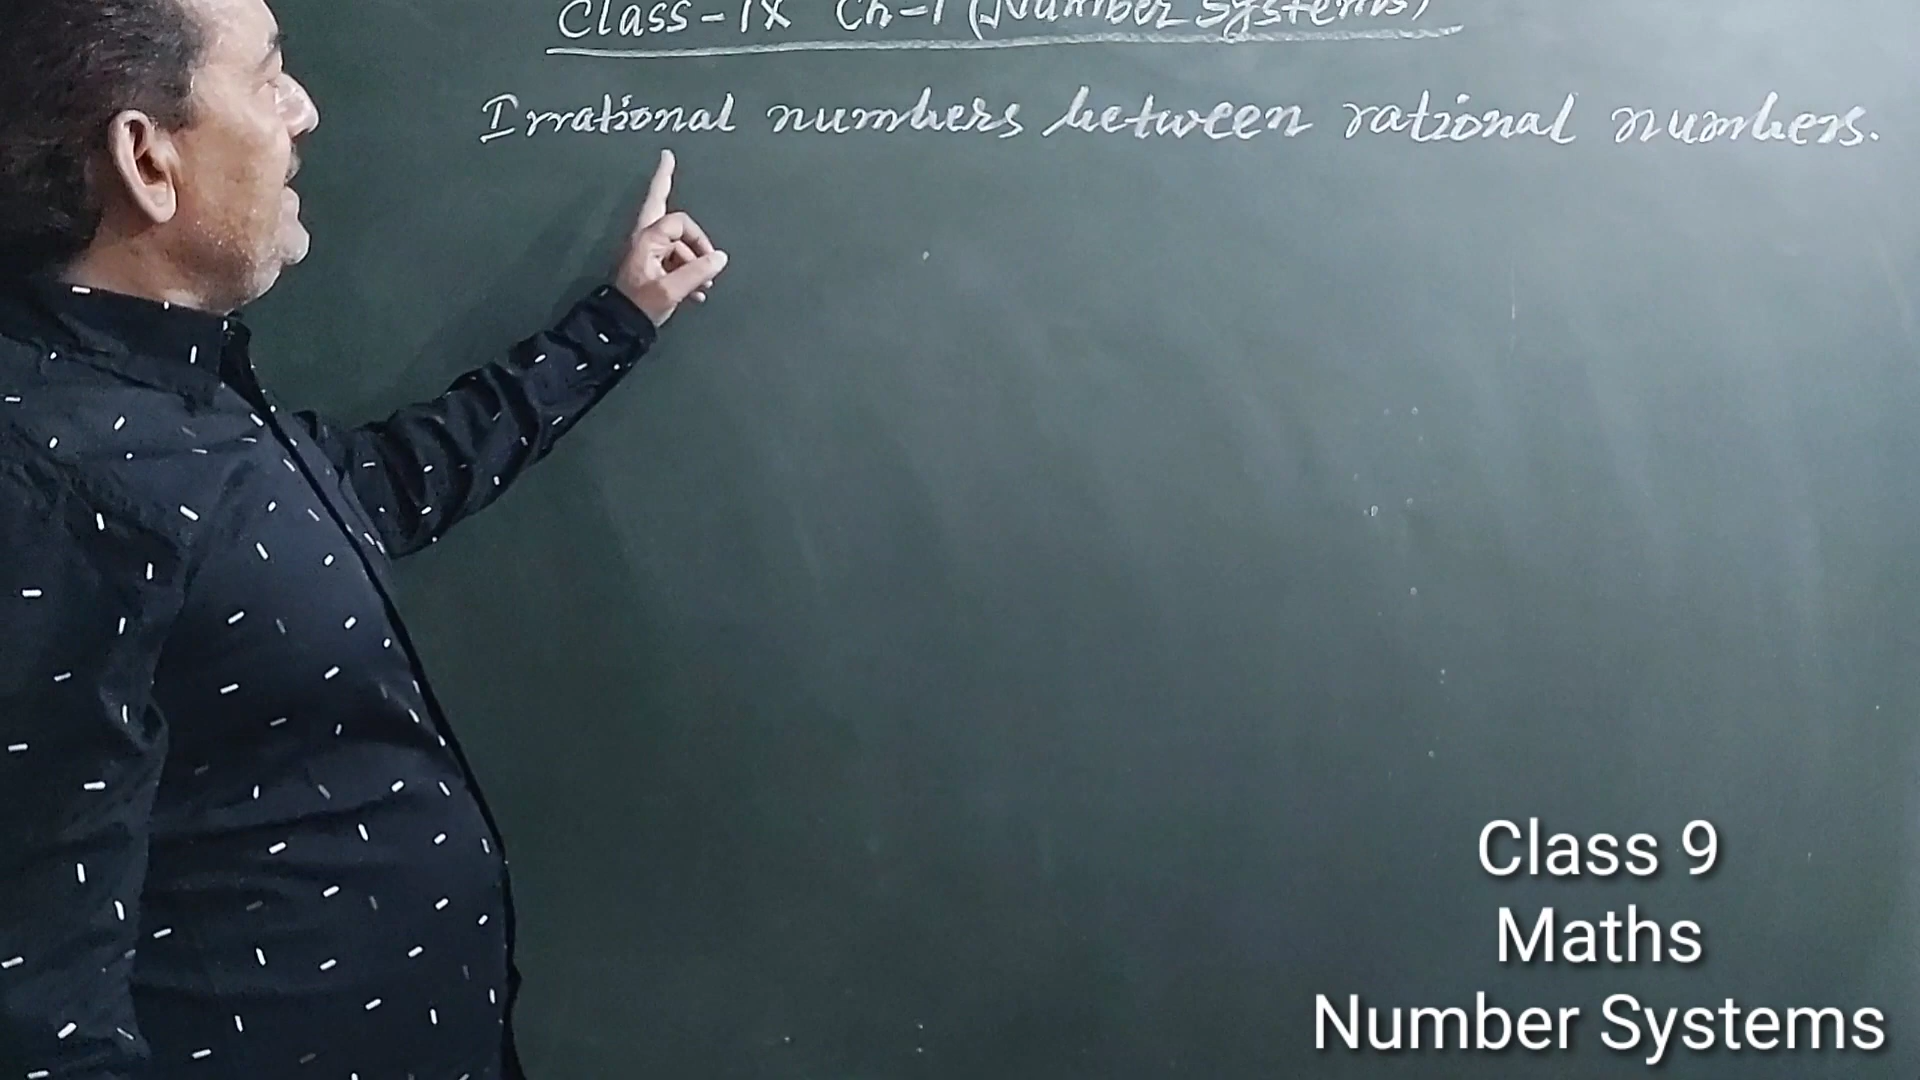 Class - IX Ch-1 (Number Systems)
Irrational numbers between rational numbers.
Class 9
Maths
Number Systems